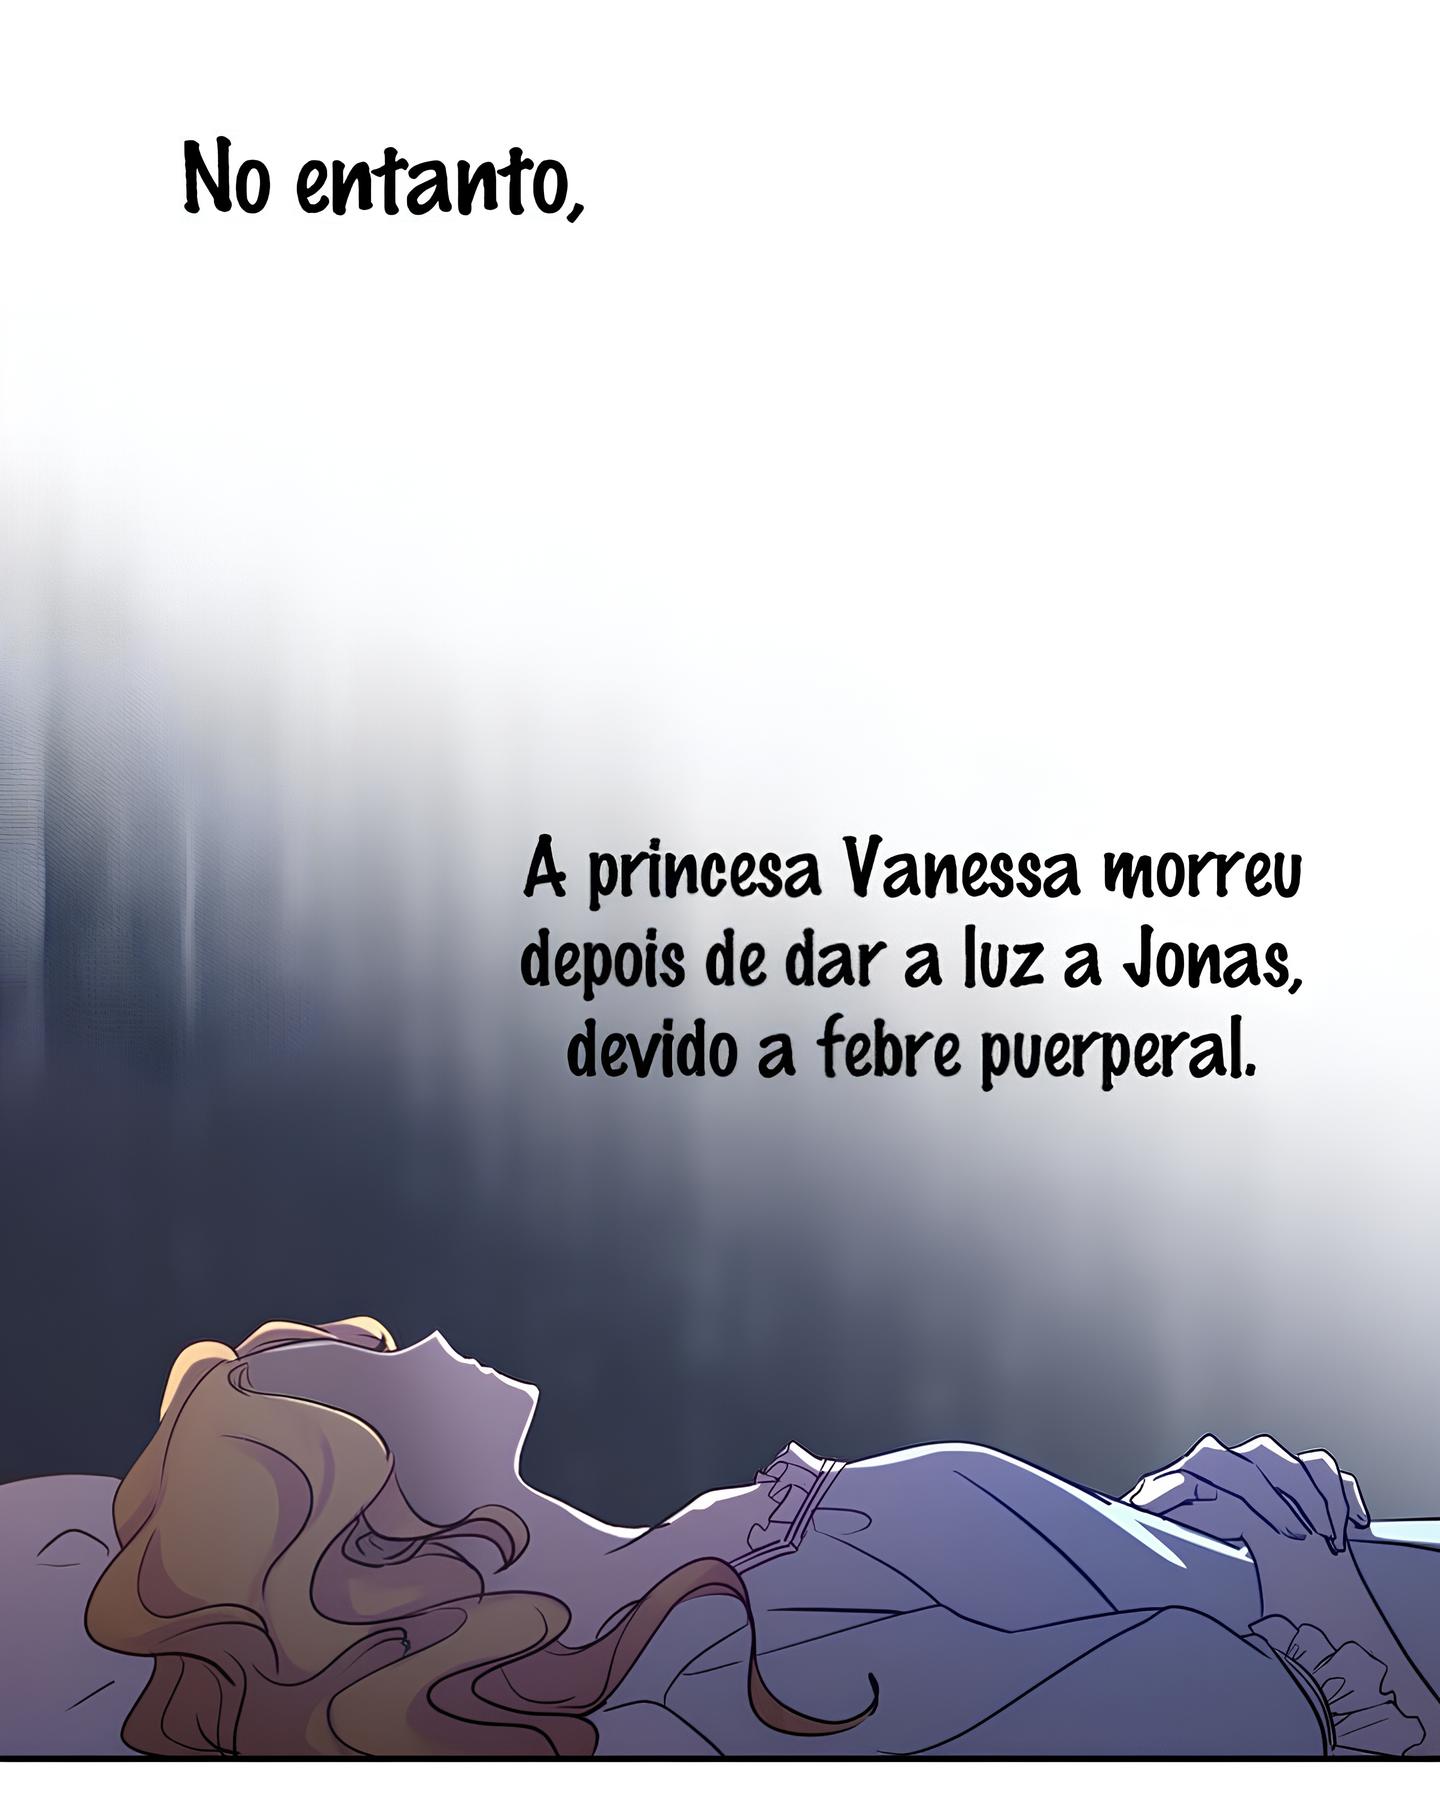 No entanto,
A princesa Vanessa morreu
depois de dar a luz a Jonas,
devido a febre puerperal.